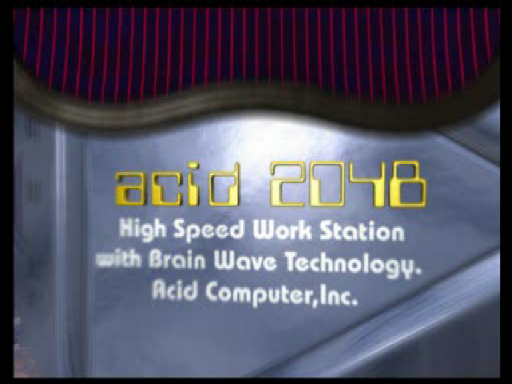 acid 2048
High Speed Work Station
with Brain Wave Technology.
Acid Computer,Inc.